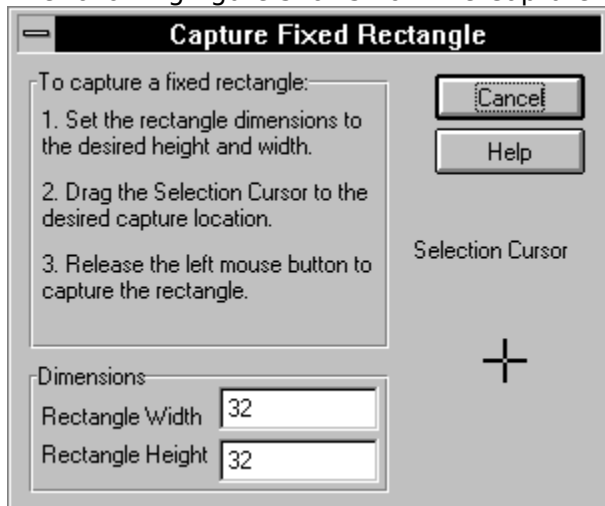 Capture Fixed Rectangle
To capture a fixed rectangle:
1. Set the rectangle dimensions to
the desired height and width.
2. Drag the Selection Cursor to the
desired capture location.
3. Release the left mouse button to
capture the rectangle.
Cancel
Help
Selection Cursor
Dimensions
Rectangle Width 32
Rectangle Height 32